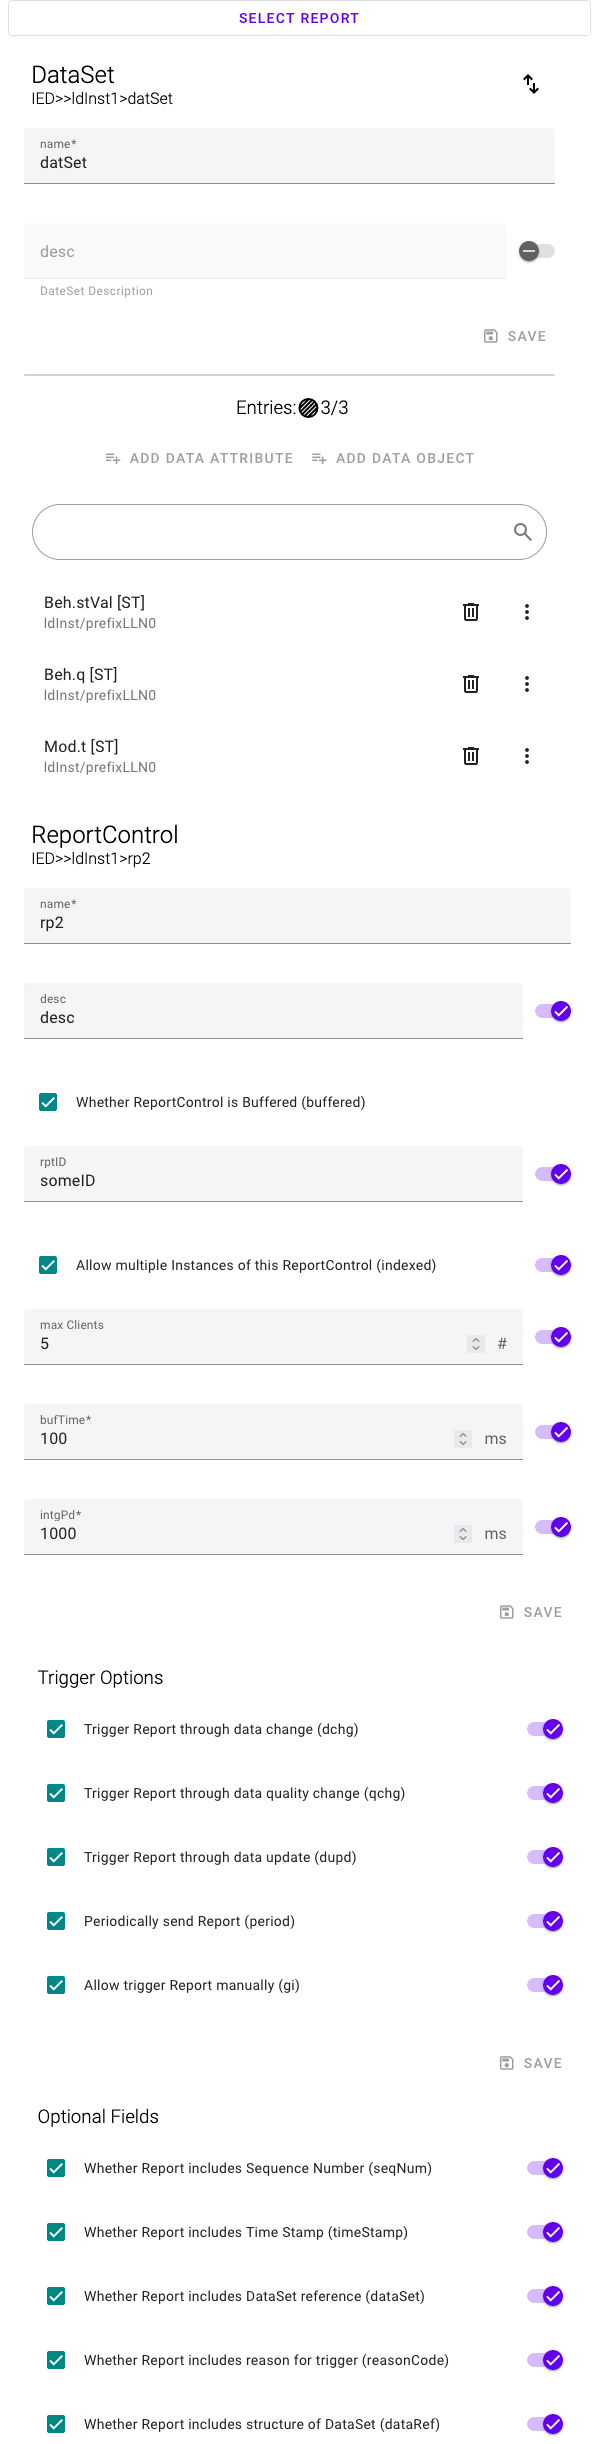 SELECT REPORT
DataSet
IED>>ldInst1>datSet
name*
datSet
desc
DateSet Description
SAVE
Entries: 3/3
ADD DATA ATTRIBUTE ADD DATA OBJECT
Beh.stVal [ST]
ldInst/prefixLLN0
Beh.q [ST]
ldInst/prefixLLN0
Mod.t [ST]
ldInst/prefixLLN0
ReportControl
IED>>ldInst1>rp2
name*
rp2
desc
desc
Whether ReportControl is Buffered (buffered)
rptID
someID
Allow multiple Instances of this ReportControl (indexed)
max Clients
5 #
bufTime*
100 ms
intgPd*
1000 ms
SAVE
Trigger Options
Trigger Report through data change (dchg)
Trigger Report through data quality change (qchg)
Trigger Report through data update (dupd)
Periodically send Report (period)
Allow trigger Report manually (gi)
SAVE
Optional Fields
Whether Report includes Sequence Number (seqNum)
Whether Report includes Time Stamp (timeStamp)
Whether Report includes DataSet reference (dataSet)
Whether Report includes reason for trigger (reasonCode)
Whether Report includes structure of DataSet (dataRef)